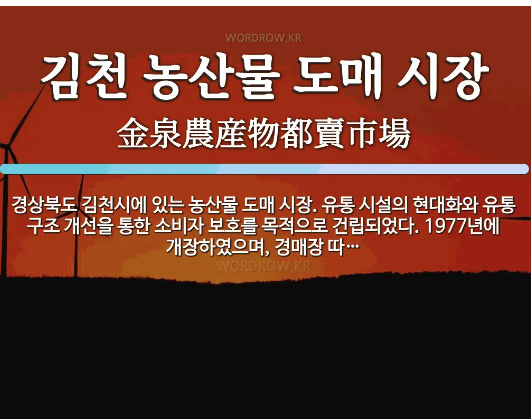 WORDROW.KR
김천 농산물 도매 시장
金泉農産物都賣市場
경상북도 김천시에 있는 농산물 도매 시장. 유통 시설의 현대화와 유통
구조 개선을 통한 소비자 보호를 목적으로 건립되었다. 1977년에
개장하였으며, 경매장 따…
WORDROW.KR